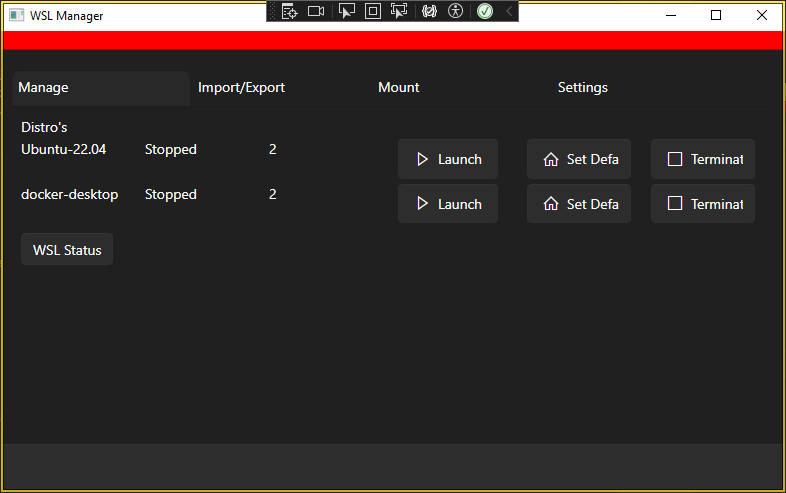 WSL Manager
Manage Import/Export Mount Settings
Distro's
Ubuntu-22.04 Stopped 2 Launch Set Defa Terminat
docker-desktop Stopped 2 Launch Set Defa Terminat
WSL Status